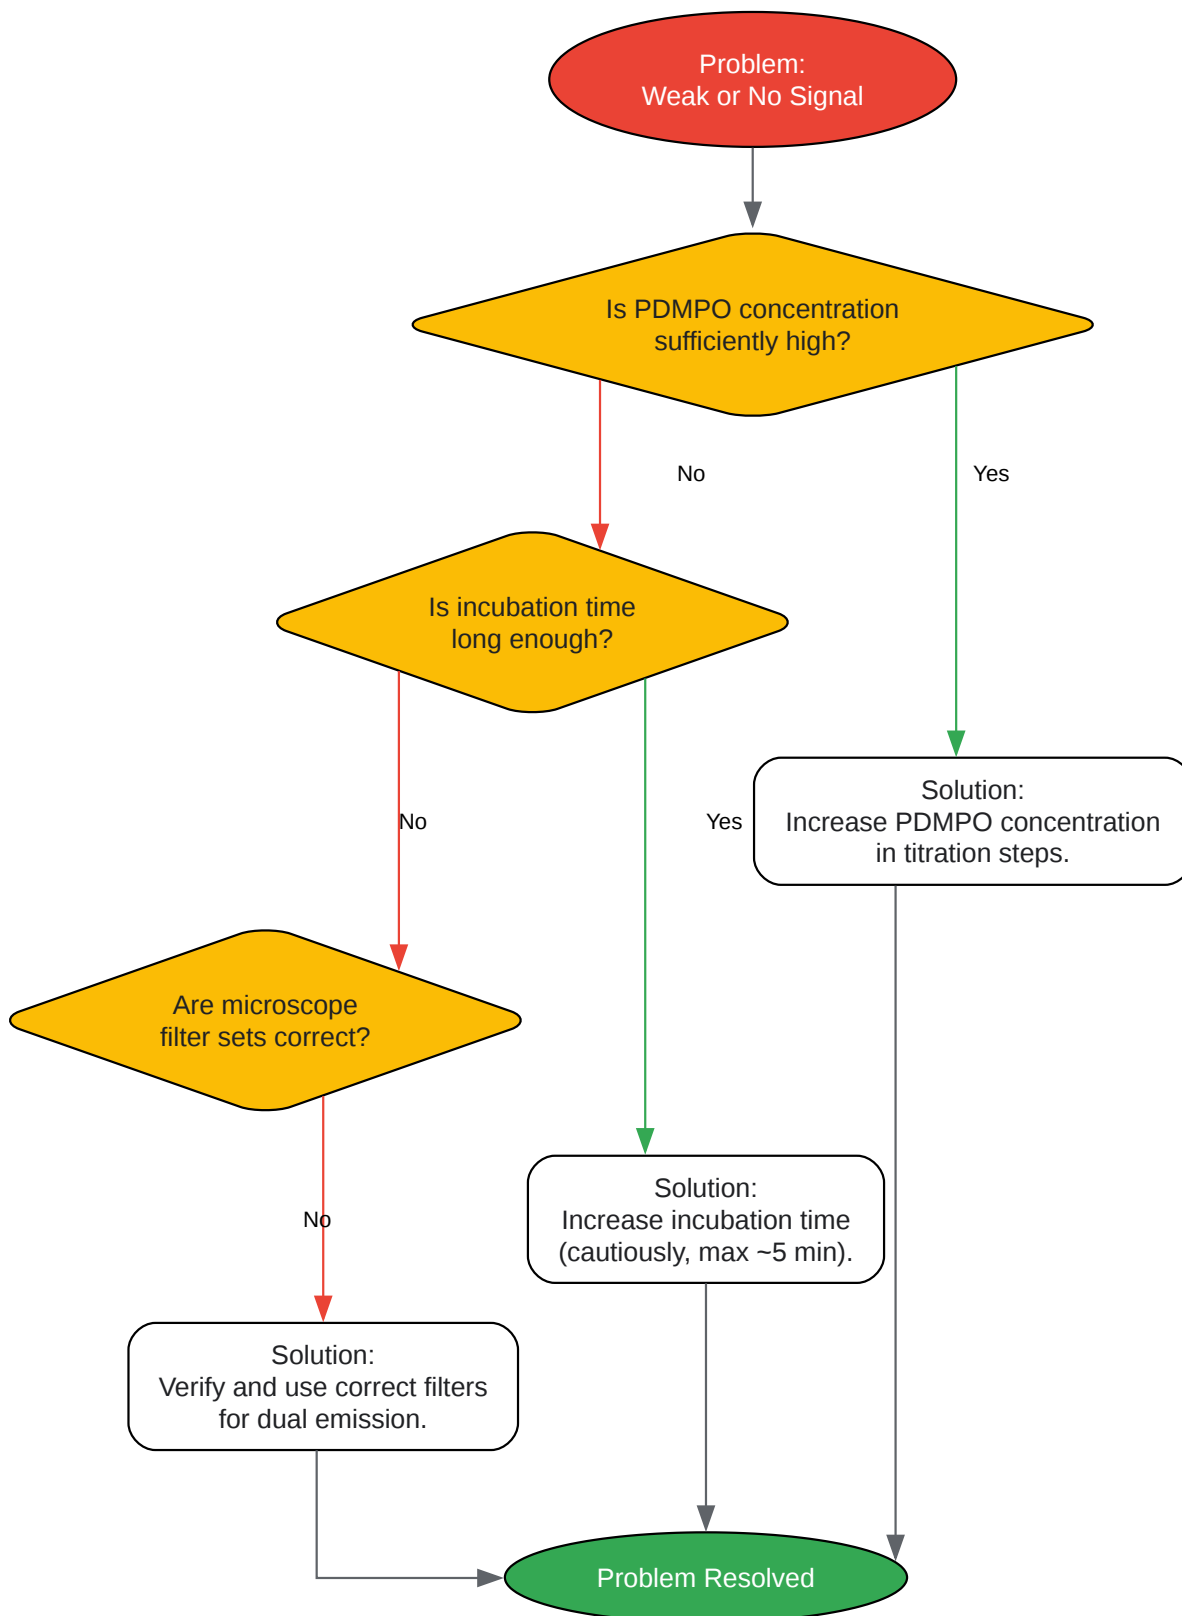 Problem:
Weak or No Signal
Is PDMPO concentration
sufficiently high?
No
Yes
Is incubation time
long enough?
Solution:
Increase PDMPO concentration
in titration steps.
No
Yes
Are microscope
filter sets correct?
Solution:
Increase incubation time
(cautiously, max ~5 min).
No
Solution:
Verify and use correct filters
for dual emission.
Problem Resolved